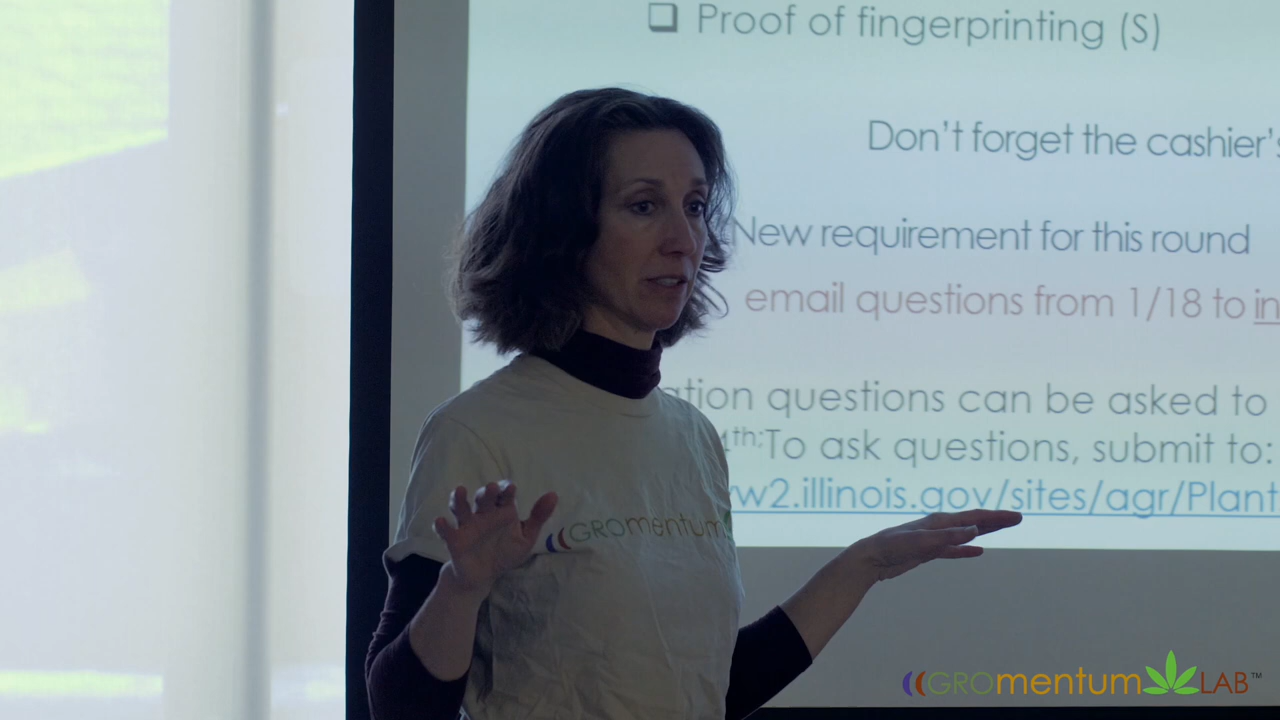 Proof of fingerprinting (S)
Don't forget the cashier's
New requirement for this round
email questions from 1/18 to in
ation questions can be asked to
4th; To ask questions, submit to:
w2.illinois.gov/sites/agr/Plant
GROmentum
GROmentum LAB™